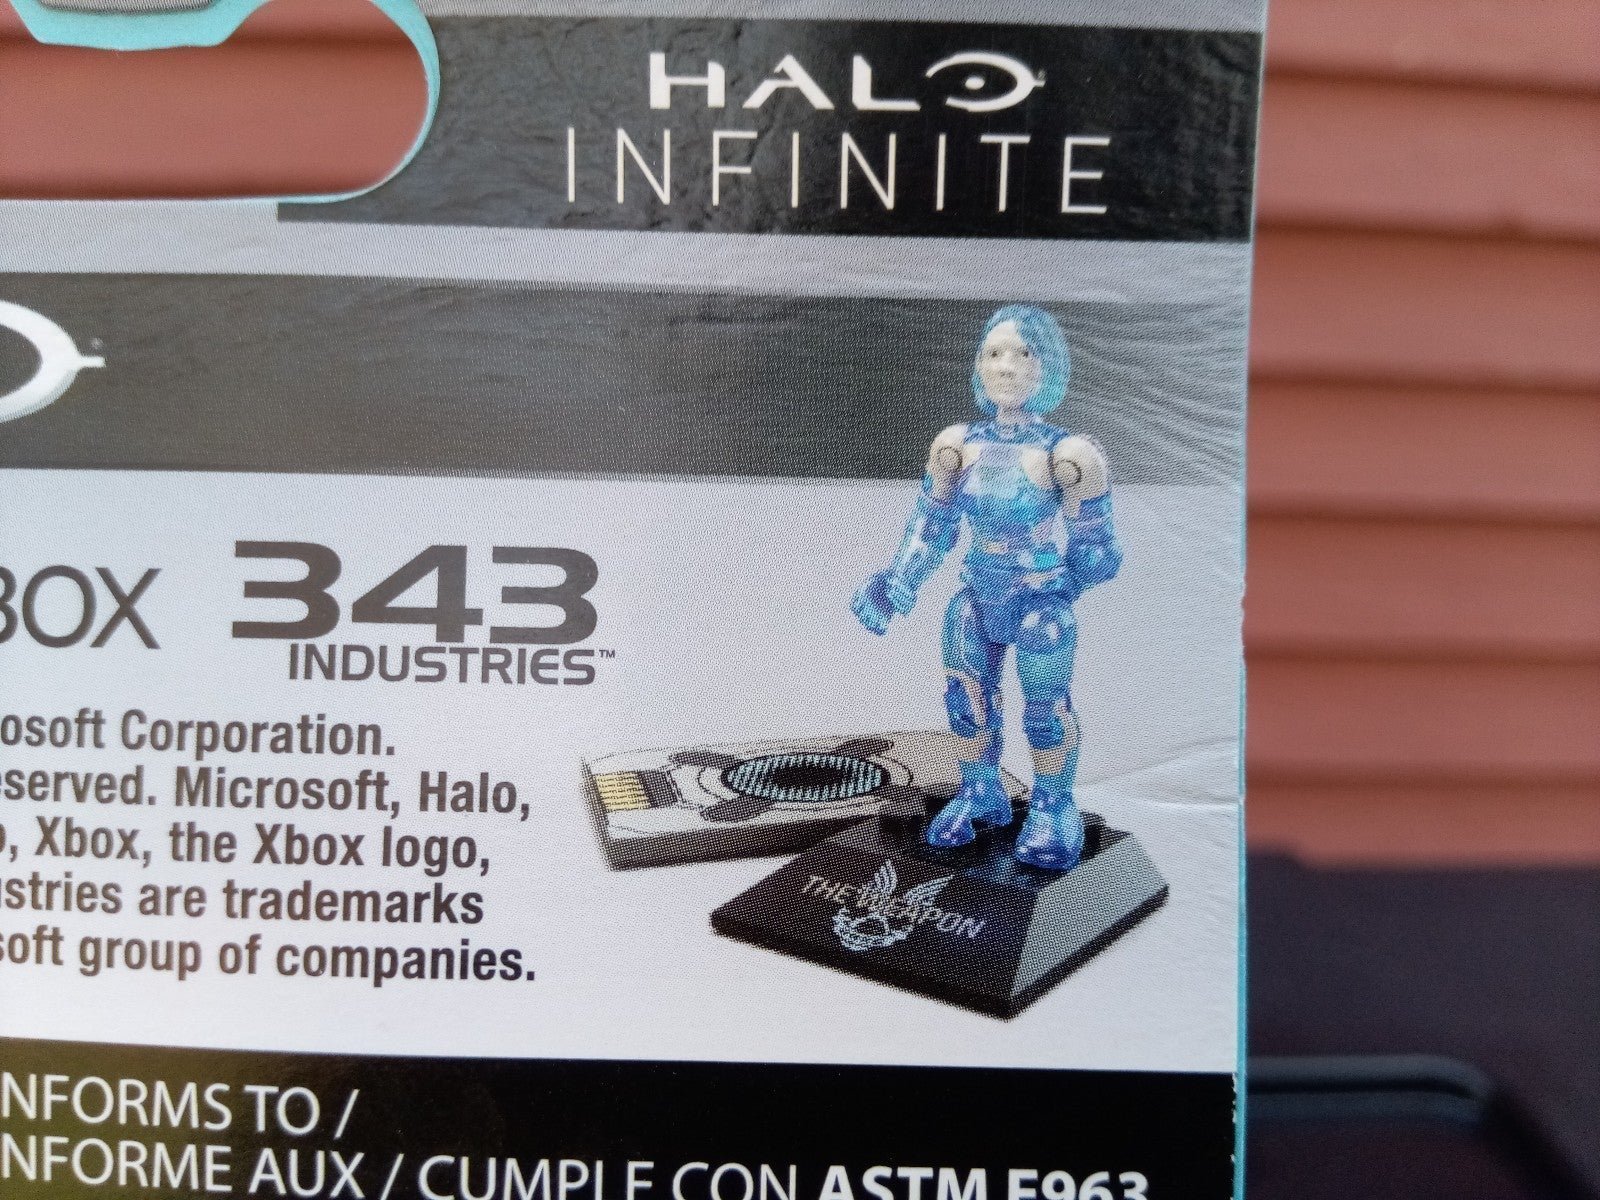 HALO
INFINITE
BOX
343
INDUSTRIES™
osoft Corporation.
eserved. Microsoft, Halo,
o, Xbox, the Xbox logo,
ustries are trademarks
soft group of companies.
THE WEAPON
NFORMS TO /
NFORME AUX / CUMPLE CON ASTM F963